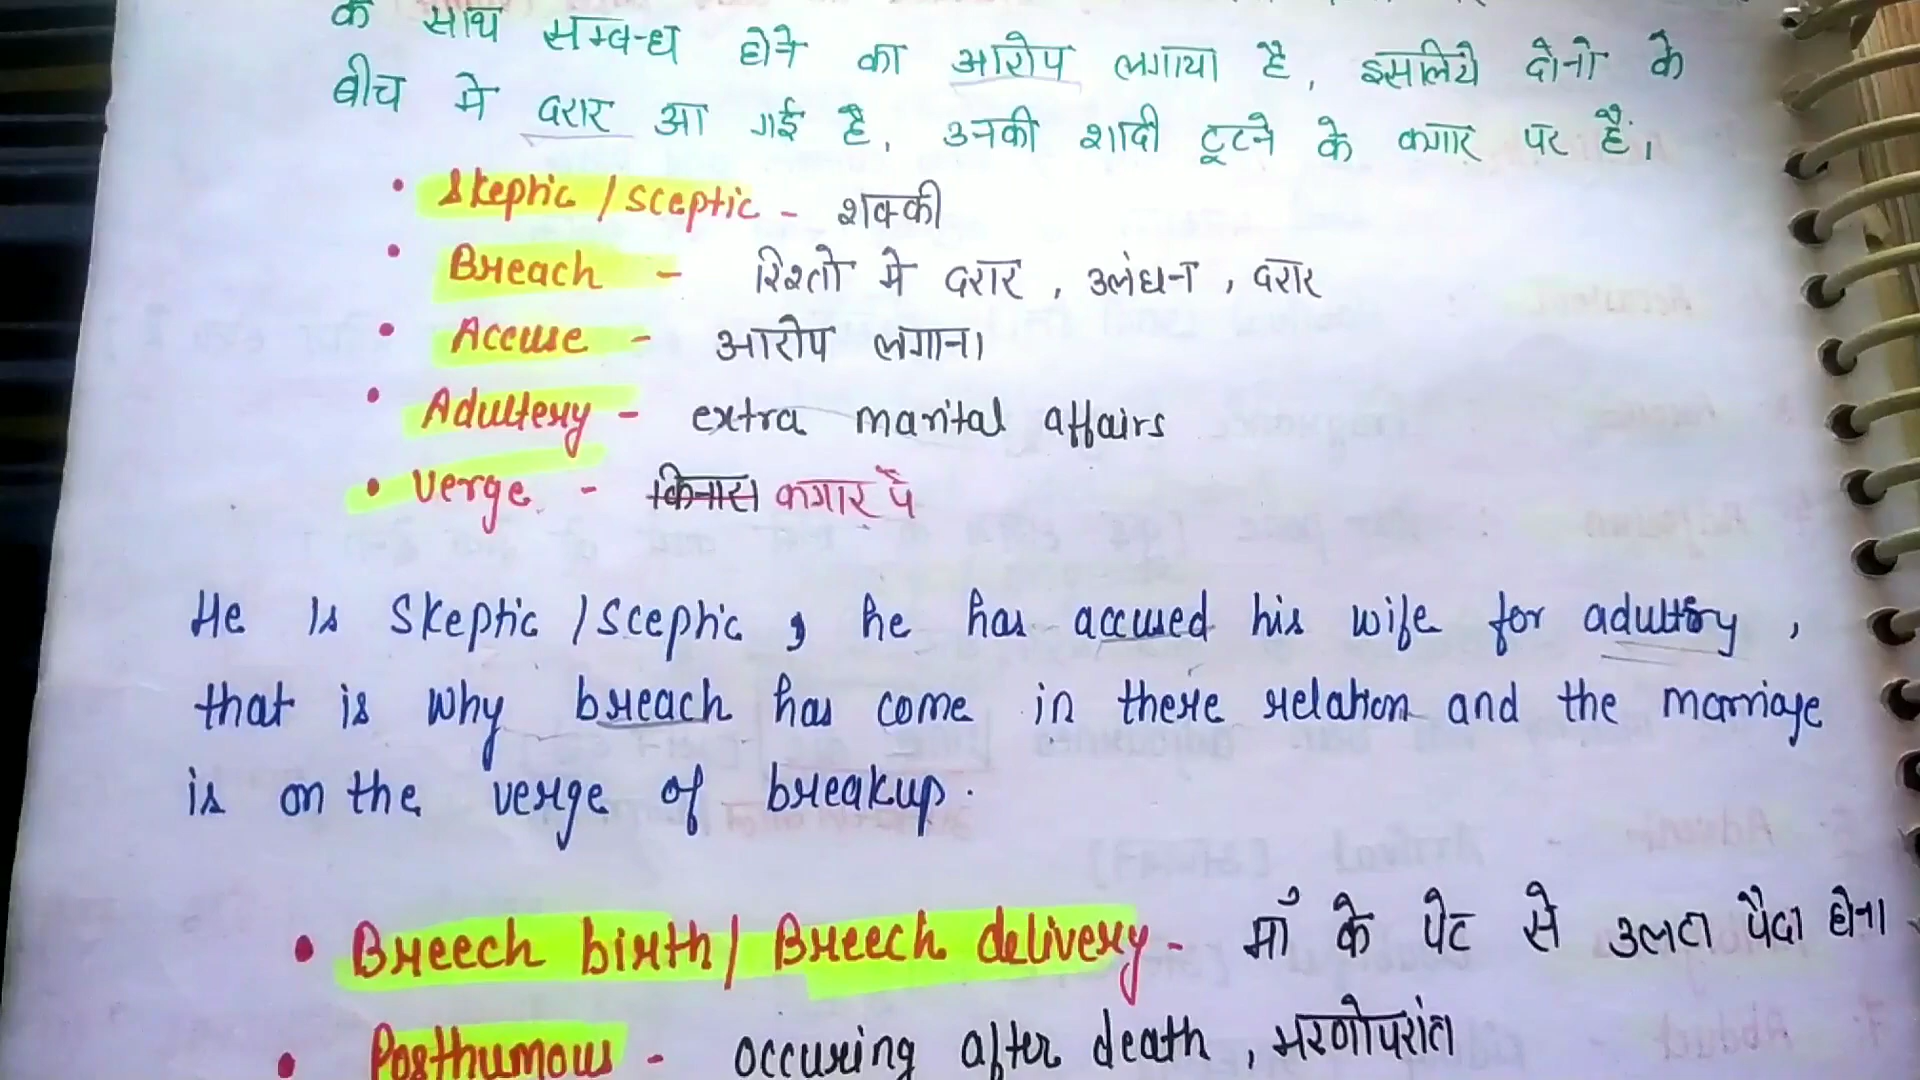 के साथ सम्बन्ध होने का आरोप लगाया है, इसलिये दोनो के
बीच मे दरार आ गई है, उनकी शादी टूटने के कगार पर है।
• Skeptic / Sceptic - शक्की
• Breach - रिश्तो मे दरार, उलंघन, दरार
• Accuse - आरोप लगाना
• Adultery - extra marital affairs
• Verge - किनारा कगार पे
He is Skeptic / Sceptic, he has accused his wife for adultry,
that is why breach has come in there relation and the marriage
is on the verge of breakup.
• Breech birth / Breech delivery - माँ के पेट से उलटा पैदा होना
• Posthumous - occuring after death, मरणोपरांत